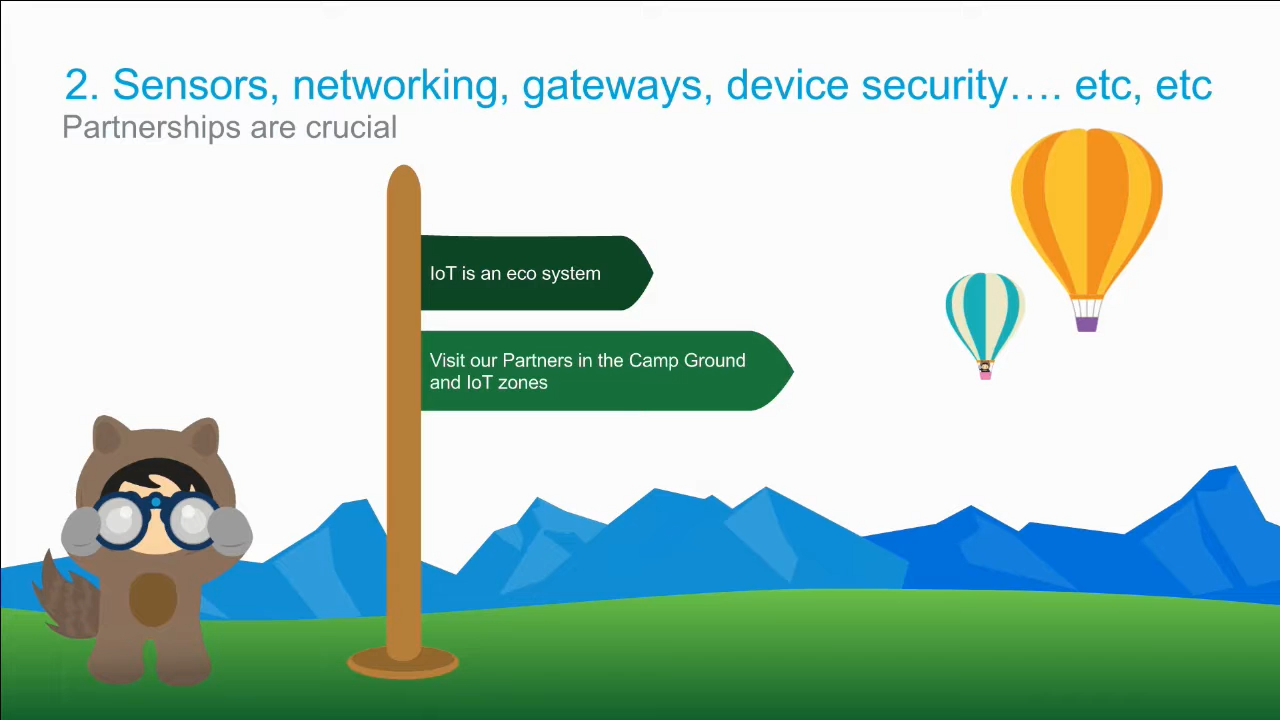 2. Sensors, networking, gateways, device security…. etc, etc
Partnerships are crucial
IoT is an eco system
Visit our Partners in the Camp Ground
and IoT zones